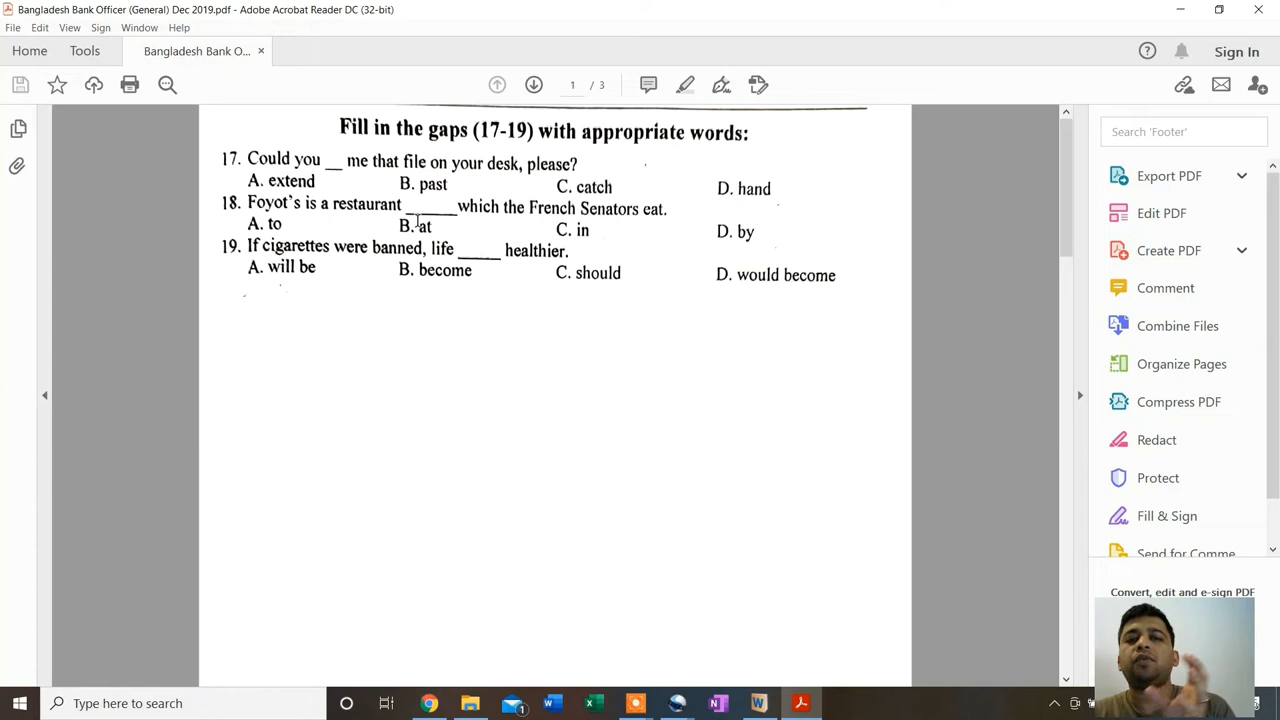 Bangladesh Bank Officer (General) Dec 2019.pdf - Adobe Acrobat Reader DC (32-bit)
File Edit View Sign Window Help
Home Tools Bangladesh Bank O... × Sign In
1 / 3
Search 'Footer'
Fill in the gaps (17-19) with appropriate words:
17. Could you __ me that file on your desk, please?
A. extend B. past C. catch D. hand
18. Foyot's is a restaurant ______ which the French Senators eat.
A. to B. at C. in D. by
19. If cigarettes were banned, life _____ healthier.
A. will be B. become C. should D. would become
Export PDF
Edit PDF
Create PDF
Comment
Combine Files
Organize Pages
Compress PDF
Redact
Protect
Fill & Sign
Send for Comme
Convert, edit and e-sign PDF
Type here to search